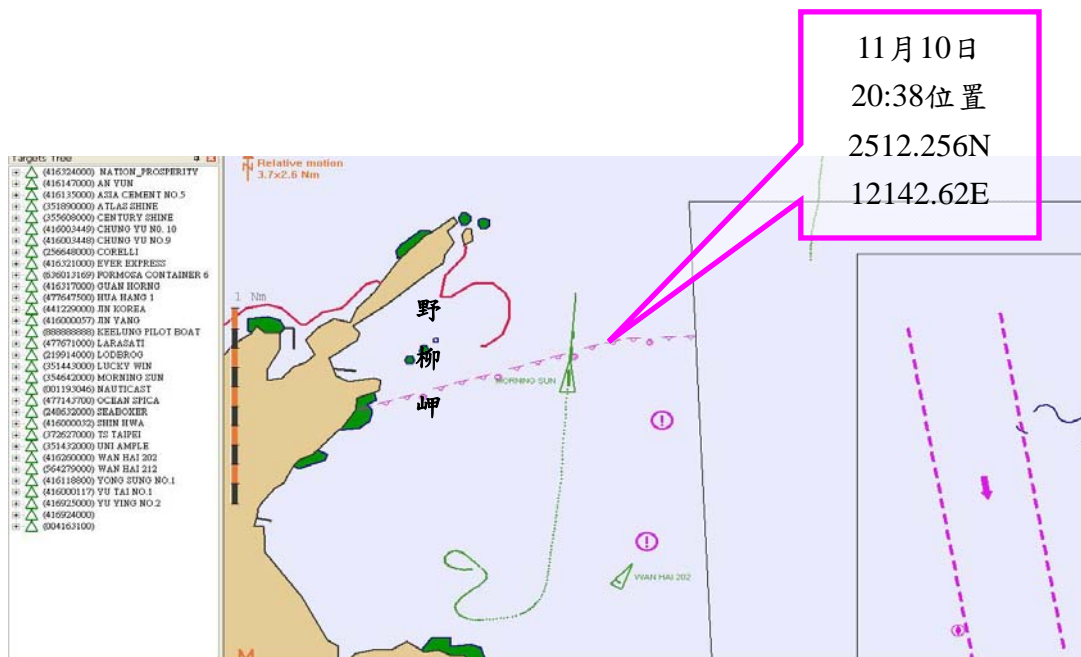 11月10日
20:38位置
2512.256N
12142.62E
Targets Tree
(416324000) NATION_PROSPERITY
(416147000) AN YUN
(416135000) ASIA CEMENT NO.5
(351890000) ATLAS SHINE
(355608000) CENTURY SHINE
(416003449) CHUNG YU NO. 10
(416003448) CHUNG YU NO.9
(256648000) CORELLI
(416321000) EVER EXPRESS
(636013169) FORMOSA CONTAINER 6
(416317000) GUAN HORNG
(477647500) HUA HANG 1
(441229000) JIN KOREA
(416000057) JIN YANG
(888888888) KEELUNG PILOT BOAT
(477671000) LARASATI
(219914000) LODBROG
(351443000) LUCKY WIN
(354642000) MORNING SUN
(001193046) NAUTICAST
(477143700) OCEAN SPICA
(248632000) SEABOXER
(416000032) SHIN HWA
(372627000) TS TAIPEI
(351432000) UNI AMPLE
(416260000) WAN HAI 202
(564279000) WAN HAI 212
(416118800) YONG SUNG NO.1
(416000117) YU TAI NO.1
(416925000) YU YING NO.2
(416924000)
(004163100)
N
Relative motion
3.7x2.6 Nm
1 Nm
野柳岬
MORNING SUN
WAN HAI 202
M